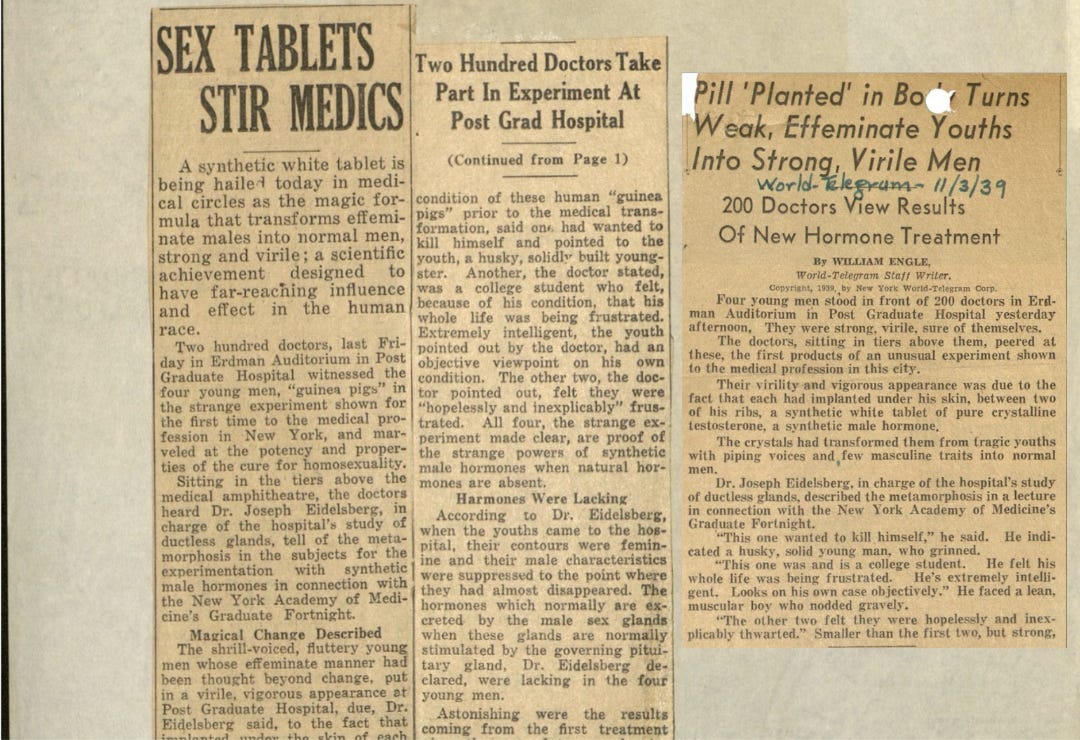 SEX TABLETS
STIR MEDICS
A synthetic white tablet is
being hailed today in medi-
cal circles as the magic for-
mula that transforms effemi-
nate males into normal men,
strong and virile; a scientific
achievement designed to
have far-reaching influence
and effect in the human
race.
Two hundred doctors, last Fri-
day in Erdman Auditorium in Post
Graduate Hospital witnessed the
four young men, "guinea pigs" in
the strange experiment shown for
the first time to the medical pro-
fession in New York, and mar-
veled at the potency and proper-
ties of the cure for homosexuality.
Sitting in the tiers above the
medical amphitheatre, the doctors
heard Dr. Joseph Eidelsberg, in
charge of the hospital's study of
ductless glands, tell of the meta-
morphosis in the subjects for the
experimentation with synthetic
male hormones in connection with
the New York Academy of Medi-
cine's Graduate Fortnight.
Magical Change Described
The shrill-voiced, fluttery young
men whose effeminate manner had
been thought beyond change, put
in a virile, vigorous appearance at
Post Graduate Hospital, due, Dr.
Eidelsberg said, to the fact that
implanted under the skin of each
Two Hundred Doctors Take
Part In Experiment At
Post Grad Hospital
(Continued from Page 1)
condition of these human "guinea
pigs" prior to the medical trans-
formation, said one had wanted to
kill himself and pointed to the
youth, a husky, solidly built young-
ster. Another, the doctor stated,
was a college student who felt,
because of his condition, that his
whole life was being frustrated.
Extremely intelligent, the youth
pointed out by the doctor, had an
objective viewpoint on his own
condition. The other two, the doc-
tor pointed out, felt they were
"hopelessly and inexplicably" frus-
trated. All four, the strange ex-
periment made clear, are proof of
the strange powers of synthetic
male hormones when natural hor-
mones are absent.
Harmones Were Lacking
According to Dr. Eidelsberg,
when the youths came to the hos-
pital, their contours were femin-
ine and their male characteristics
were suppressed to the point where
they had almost disappeared. The
hormones which normally are ex-
creted by the male sex glands
when these glands are normally
stimulated by the governing pitui-
tary gland, Dr. Eidelsberg de-
clared, were lacking in the four
young men.
Astonishing were the results
coming from the first treatment
Pill 'Planted' in Body Turns
Weak, Effeminate Youths
Into Strong, Virile Men
World-Telegram 11/3/39
200 Doctors View Results
Of New Hormone Treatment
By WILLIAM ENGLE,
World-Telegram Staff Writer.
Copyright, 1939, by New York World-Telegram Corp.
Four young men stood in front of 200 doctors in Erd-
man Auditorium in Post Graduate Hospital yesterday
afternoon. They were strong, virile, sure of themselves.
The doctors, sitting in tiers above them, peered at
these, the first products of an unusual experiment shown
to the medical profession in this city.
Their virility and vigorous appearance was due to the
fact that each had implanted under his skin, between two
of his ribs, a synthetic white tablet of pure crystalline
testosterone, a synthetic male hormone.
The crystals had transformed them from tragic youths
with piping voices and few masculine traits into normal
men.
Dr. Joseph Eidelsberg, in charge of the hospital's study
of ductless glands, described the metamorphosis in a lecture
in connection with the New York Academy of Medicine's
Graduate Fortnight.
"This one wanted to kill himself," he said. He indi-
cated a husky, solid young man, who grinned.
"This one was and is a college student. He felt his
whole life was being frustrated. He's extremely intelli-
gent. Looks on his own case objectively." He faced a lean,
muscular boy who nodded gravely.
"The other two felt they were hopelessly and inex-
plicably thwarted." Smaller than the first two, but strong,